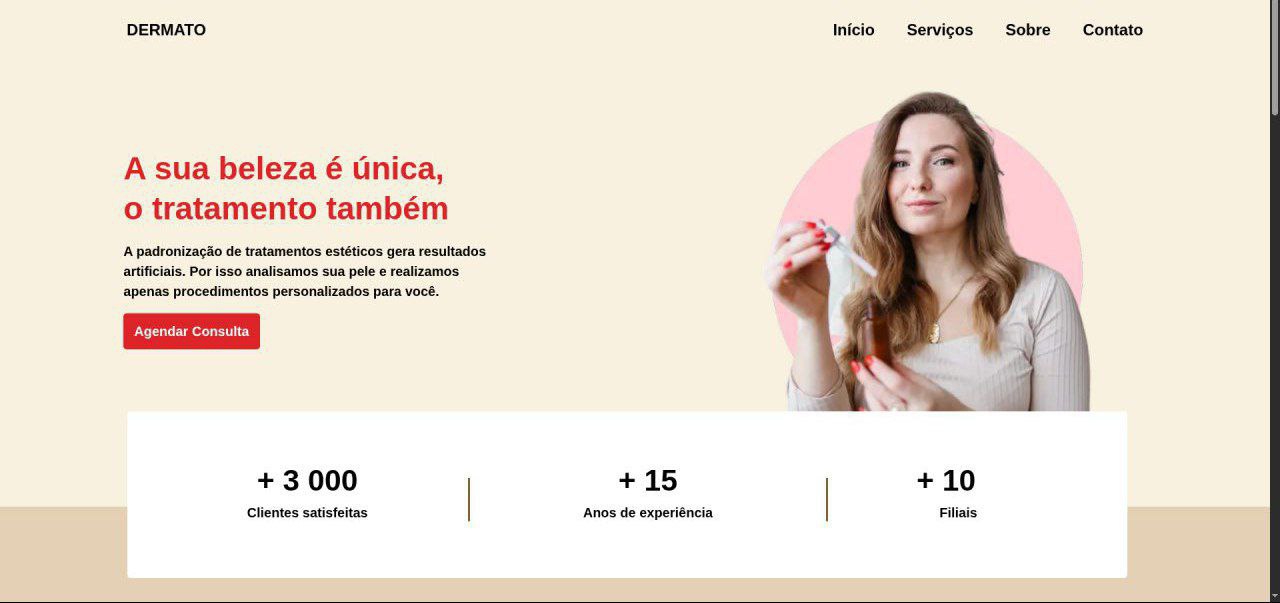 DERMATO
Início Serviços Sobre Contato
A sua beleza é única,
o tratamento também
A padronização de tratamentos estéticos gera resultados
artificiais. Por isso analisamos sua pele e realizamos
apenas procedimentos personalizados para você.
Agendar Consulta
+ 3 000
Clientes satisfeitas
+ 15
Anos de experiência
+ 10
Filiais